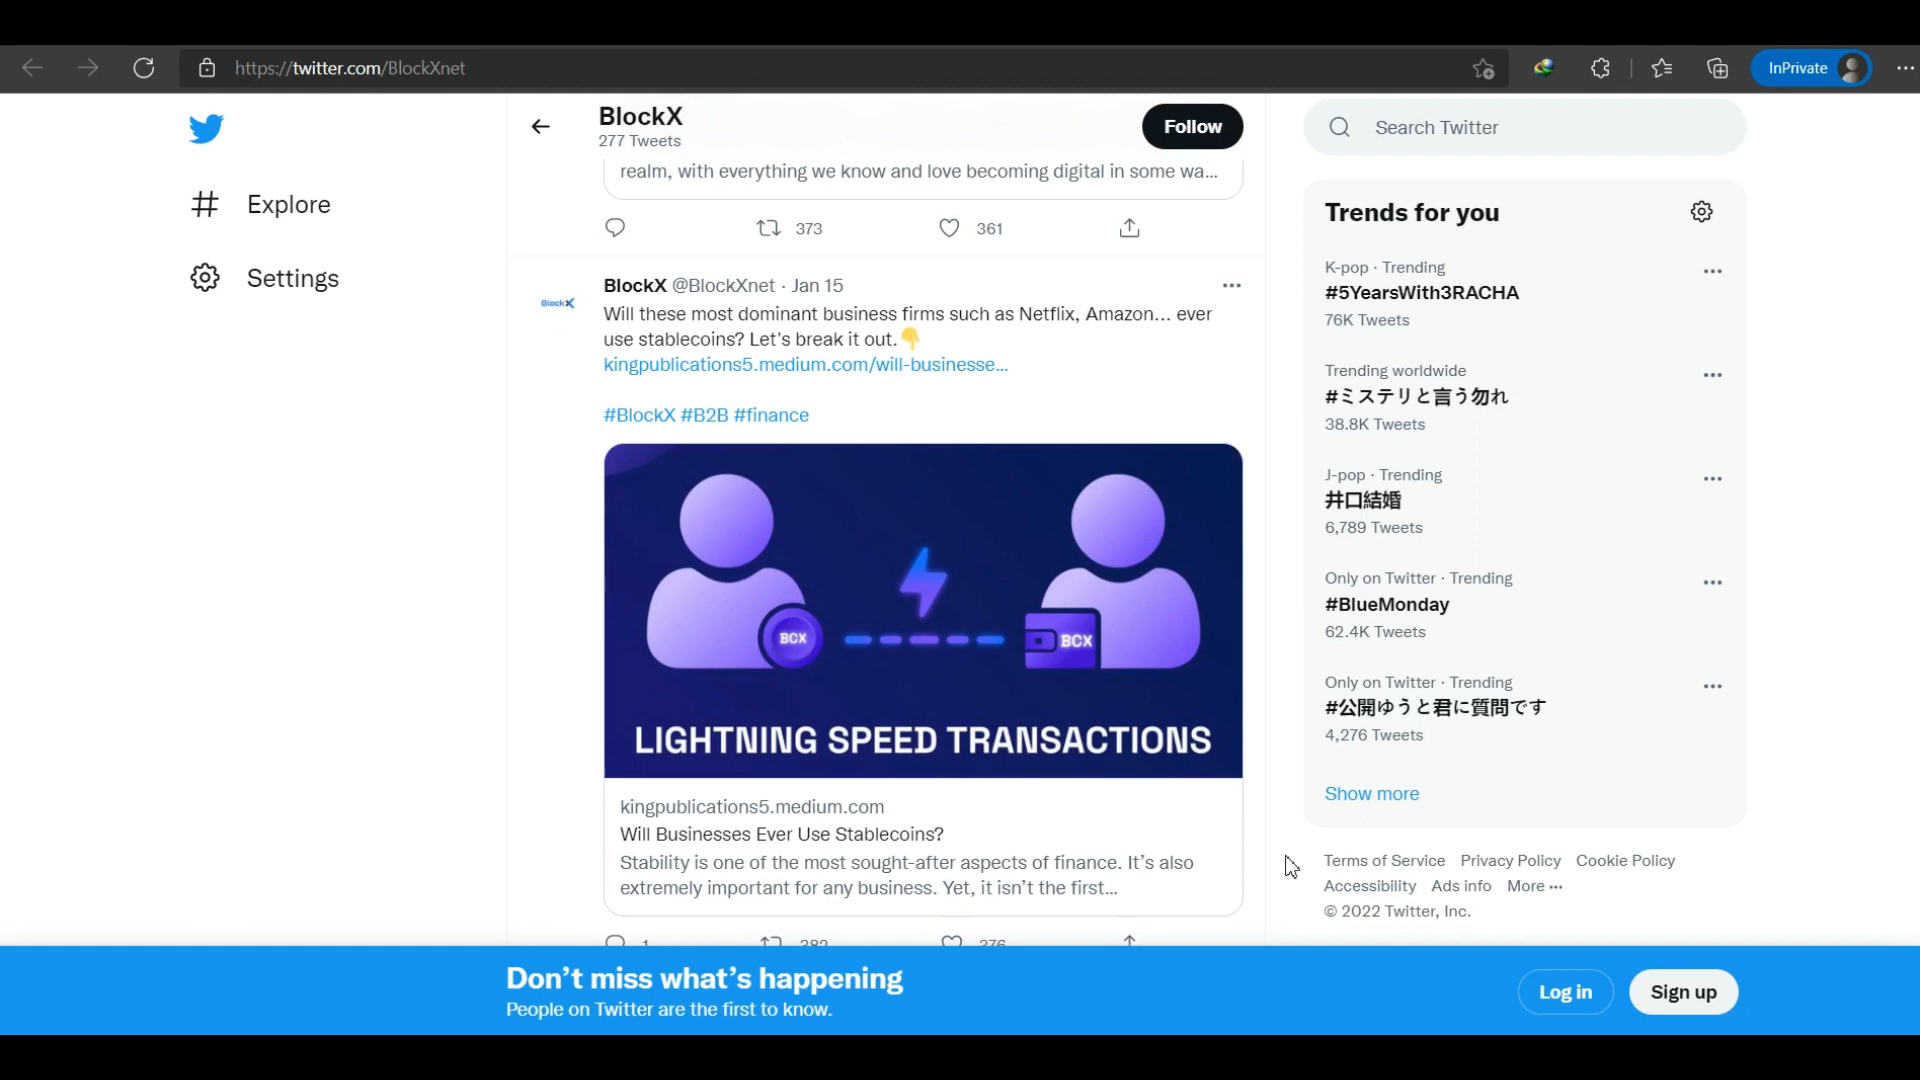 https://twitter.com/BlockXnet
InPrivate
Explore
Settings
BlockX
277 Tweets
Follow
realm, with everything we know and love becoming digital in some wa...
373
361
BlockX @BlockXnet · Jan 15
BlockX
Will these most dominant business firms such as Netflix, Amazon... ever
use stablecoins? Let's break it out.👇
kingpublications5.medium.com/will-businesse...
#BlockX #B2B #finance
BCX
BCX
LIGHTNING SPEED TRANSACTIONS
kingpublications5.medium.com
Will Businesses Ever Use Stablecoins?
Stability is one of the most sought-after aspects of finance. It's also
extremely important for any business. Yet, it isn't the first...
1
382
376
Search Twitter
Trends for you
K-pop · Trending
#5YearsWith3RACHA
76K Tweets
Trending worldwide
#ミステリと言う勿れ
38.8K Tweets
J-pop · Trending
井口結婚
6,789 Tweets
Only on Twitter · Trending
#BlueMonday
62.4K Tweets
Only on Twitter · Trending
#公開ゆうと君に質問です
4,276 Tweets
Show more
Terms of Service Privacy Policy Cookie Policy
Accessibility Ads info More ···
© 2022 Twitter, Inc.
Don't miss what's happening
People on Twitter are the first to know.
Log in
Sign up